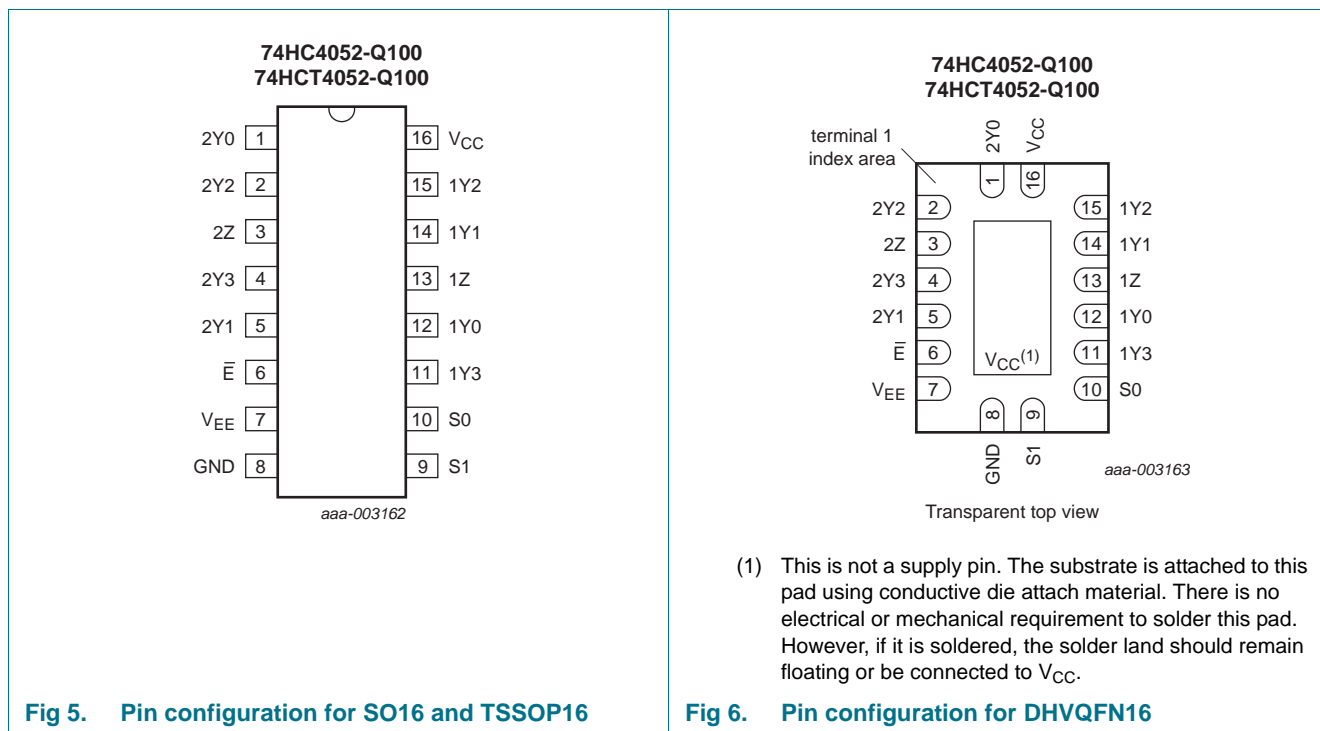 74HC4052-Q100
74HCT4052-Q100
2Y0 1 16 VCC
2Y2 2 15 1Y2
2Z 3 14 1Y1
2Y3 4 13 1Z
2Y1 5 12 1Y0
E̅ 6 11 1Y3
VEE 7 10 S0
GND 8 9 S1
aaa-003162
Fig 5. Pin configuration for SO16 and TSSOP16
74HC4052-Q100
74HCT4052-Q100
terminal 1
index area
2Y0 VCC
1 16
2Y2 2 15 1Y2
2Z 3 14 1Y1
2Y3 4 13 1Z
2Y1 5 12 1Y0
E̅ 6 VCC(1) 11 1Y3
VEE 7 10 S0
8 9
GND S1
aaa-003163
Transparent top view
(1) This is not a supply pin. The substrate is attached to this
pad using conductive die attach material. There is no
electrical or mechanical requirement to solder this pad.
However, if it is soldered, the solder land should remain
floating or be connected to VCC.
Fig 6. Pin configuration for DHVQFN16